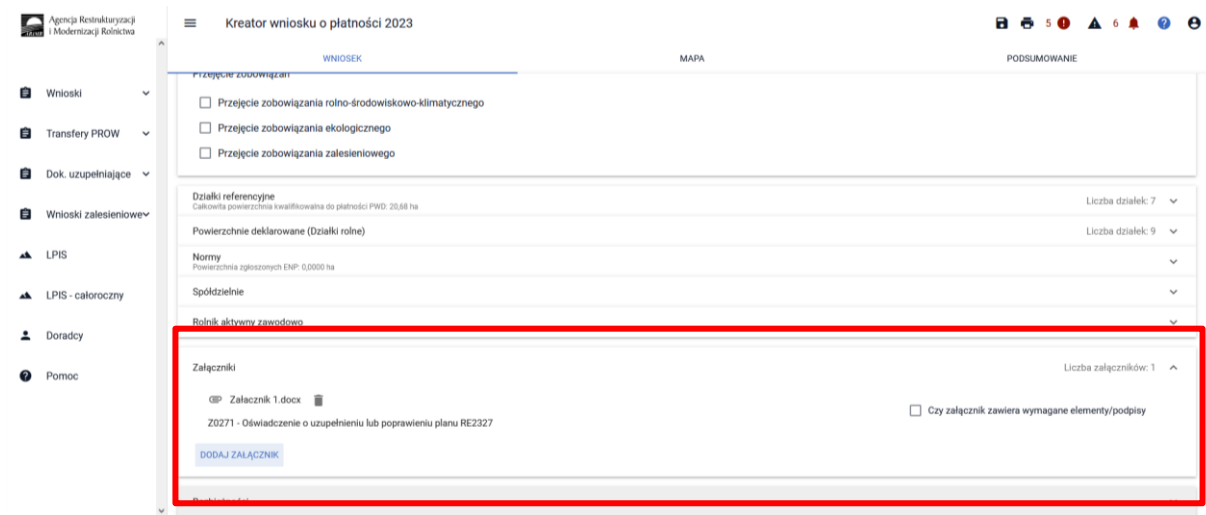 Agencja Restrukturyzacji
i Modernizacji Rolnictwa
Kreator wniosku o płatności 2023
5
6
WNIOSEK
MAPA
PODSUMOWANIE
Wnioski
Transfery PROW
Dok. uzupełniające
Wnioski zalesieniowe
LPIS
LPIS - całoroczny
Doradcy
Pomoc
Przejęcie zobowiązań
Przejęcie zobowiązania rolno-środowiskowo-klimatycznego
Przejęcie zobowiązania ekologicznego
Przejęcie zobowiązania zalesieniowego
Działki referencyjne
Liczba działek: 7
Całkowita powierzchnia kwalifikowalna do płatności PWD: 20,68 ha
Powierzchnie deklarowane (Działki rolne)
Liczba działek: 9
Normy
Powierzchnia zgłoszonych ENP: 0,0000 ha
Spółdzielnie
Rolnik aktywny zawodowo
Załączniki
Liczba załączników: 1
Załacznik 1.docx
Czy załącznik zawiera wymagane elementy/podpisy
Z0271 - Oświadczenie o uzupełnieniu lub poprawieniu planu RE2327
DODAJ ZAŁĄCZNIK